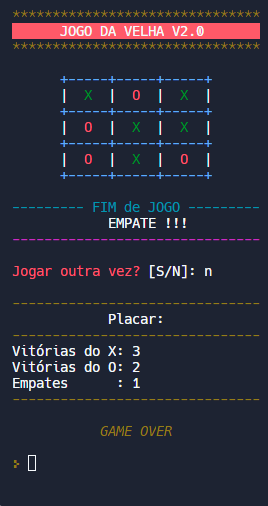 *******************************
JOGO DA VELHA V2.0
*******************************
+-----+-----+-----+
| X | O | X |
+-----+-----+-----+
| O | X | X |
+-----+-----+-----+
| O | X | O |
+-----+-----+-----+
--------- FIM de JOGO ---------
EMPATE !!!
-------------------------------
Jogar outra vez? [S/N]: n
-------------------------------
Placar:
-------------------------------
Vitórias do X: 3
Vitórias do O: 2
Empates      : 1
-------------------------------
GAME OVER
>